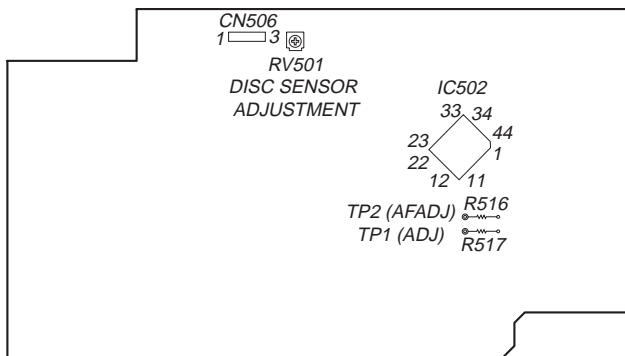 CN506
1 3
RV501
DISC SENSOR
ADJUSTMENT
IC502
33 34
44
23
1
22
12 11
TP2 (AFADJ) R516
TP1 (ADJ)
R517